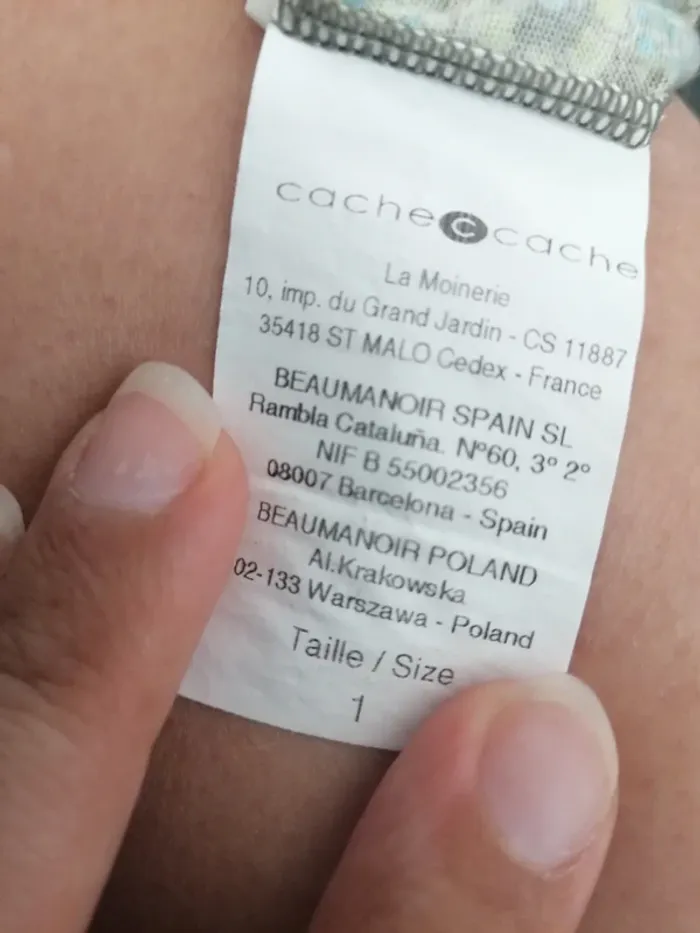 cache c cache
La Moinerie
10, imp. du Grand Jardin - CS 11887
35418 ST MALO Cedex - France
BEAUMANOIR SPAIN SL
Rambla Cataluña. Nº60, 3º 2º
NIF B 55002356
08007 Barcelona - Spain
BEAUMANOIR POLAND
Al.Krakowska
02-133 Warszawa - Poland
Taille / Size
1